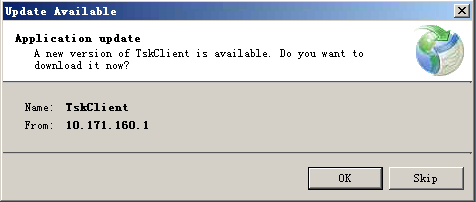 Update Available
Application update
A new version of TskClient is available. Do you want to
download it now?
Name: TskClient
From: 10.171.160.1
OK Skip